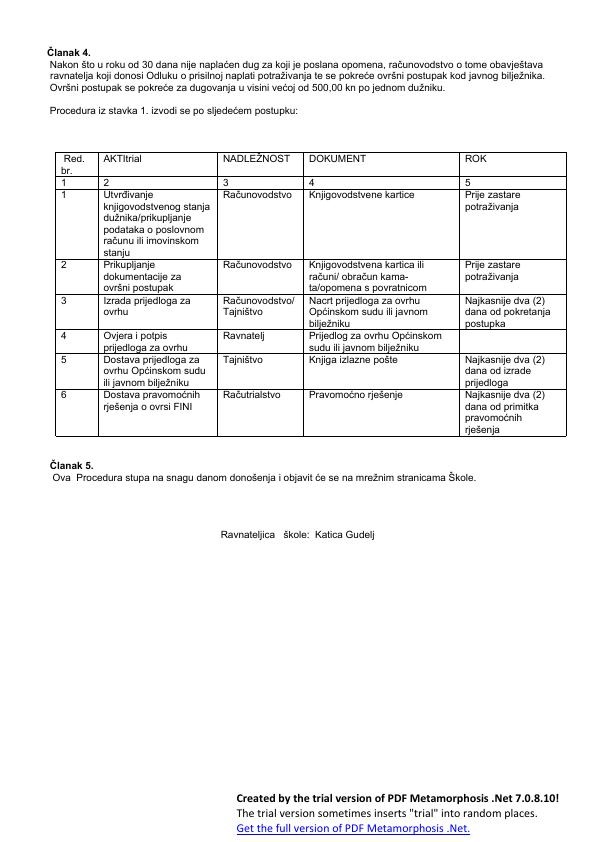 Članak 4.
Nakon što u roku od 30 dana nije naplaćen dug za koji je poslana opomena, računovodstvo o tome obavještava
ravnatelja koji donosi Odluku o prisilnoj naplati potraživanja te se pokreće ovršni postupak kod javnog bilježnika.
Ovršni postupak se pokreće za dugovanja u visini većoj od 500,00 kn po jednom dužniku.
Procedura iz stavka 1. izvodi se po sljedećem postupku:
Red. br.
AKTItrial
NADLEŽNOST
DOKUMENT
ROK
1
2
3
4
5
1
Utvrđivanje
knjigovodstvenog stanja
dužnika/prikupljanje
podataka o poslovnom
računu ili imovinskom
stanju
Računovodstvo
Knjigovodstvene kartice
Prije zastare
potraživanja
2
Prikupljanje
dokumentacije za
ovršni postupak
Računovodstvo
Knjigovodstvena kartica ili
računi/ obračun kama-
ta/opomena s povratnicom
Prije zastare
potraživanja
3
Izrada prijedloga za
ovrhu
Računovodstvo/
Tajništvo
Nacrt prijedloga za ovrhu
Općinskom sudu ili javnom
bilježniku
Najkasnije dva (2)
dana od pokretanja
postupka
4
Ovjera i potpis
prijedloga za ovrhu
Ravnatelj
Prijedlog za ovrhu Općinskom
sudu ili javnom bilježniku
5
Dostava prijedloga za
ovrhu Općinskom sudu
ili javnom bilježniku
Tajništvo
Knjiga izlazne pošte
Najkasnije dva (2)
dana od izrade
prijedloga
6
Dostava pravomoćnih
rješenja o ovrsi FINI
Računtrialstvo
Pravomoćno rješenje
Najkasnije dva (2)
dana od primitka
pravomoćnih
rješenja
Članak 5.
Ova Procedura stupa na snagu danom donošenja i objavit će se na mrežnim stranicama Škole.
Ravnateljica škole: Katica Gudelj
Created by the trial version of PDF Metamorphosis .Net 7.0.8.10!
The trial version sometimes inserts "trial" into random places.
Get the full version of PDF Metamorphosis .Net.